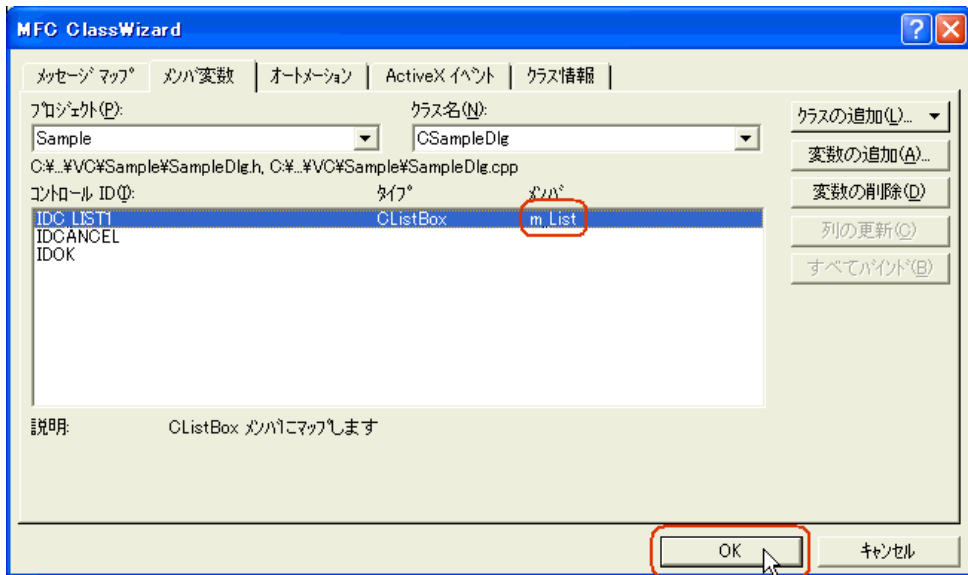 MFC ClassWizard
メッセージ マップ メンバ変数 オートメーション ActiveX イベント クラス情報
プロジェクト(P): クラス名(N):
Sample CSampleDlg
クラスの追加(L)...
C:¥...¥VC¥Sample¥SampleDlg.h, C:¥...¥VC¥Sample¥SampleDlg.cpp
変数の追加(A)...
コントロール ID(I): タイプ メンバ
変数の削除(D)
IDC_LIST1 CListBox m_List
IDCANCEL
列の更新(C)
IDOK
すべてバインド(B)
説明: CListBox メンバにマップします
OK キャンセル